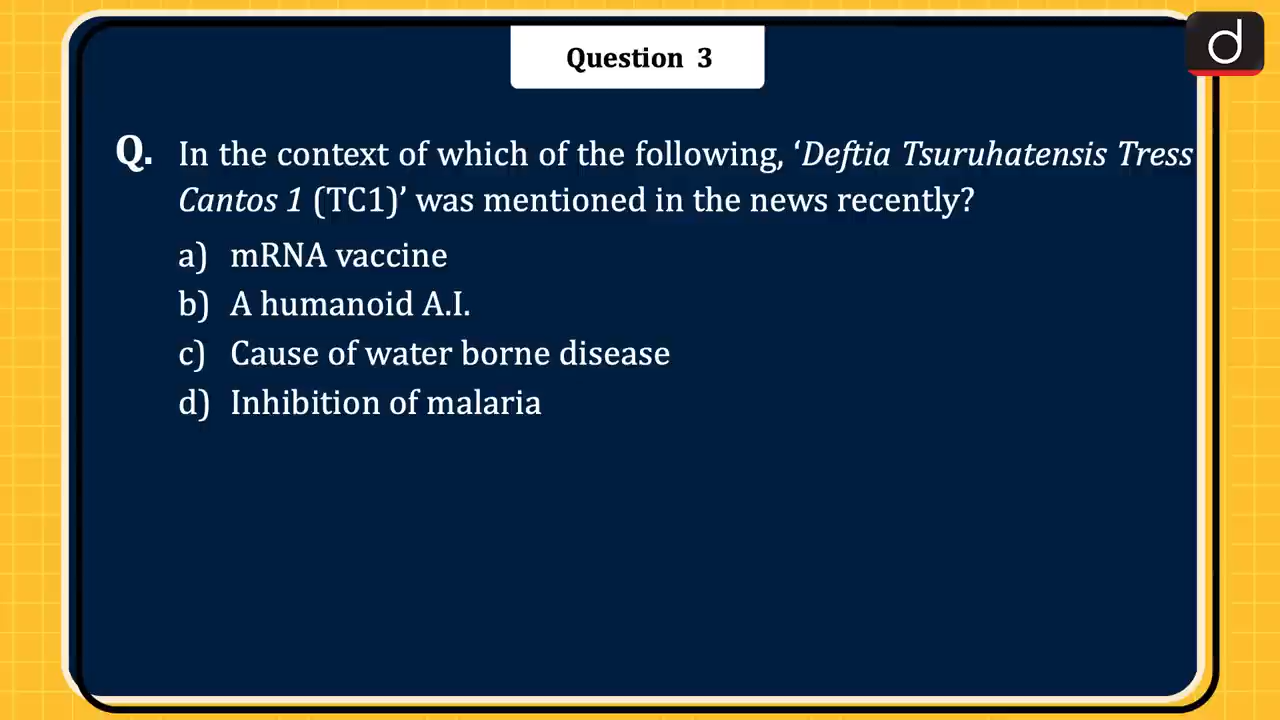 Question 3
d
Q. In the context of which of the following, ‘Deftia Tsuruhatensis Tress
Cantos 1 (TC1)’ was mentioned in the news recently?
a) mRNA vaccine
b) A humanoid A.I.
c) Cause of water borne disease
d) Inhibition of malaria